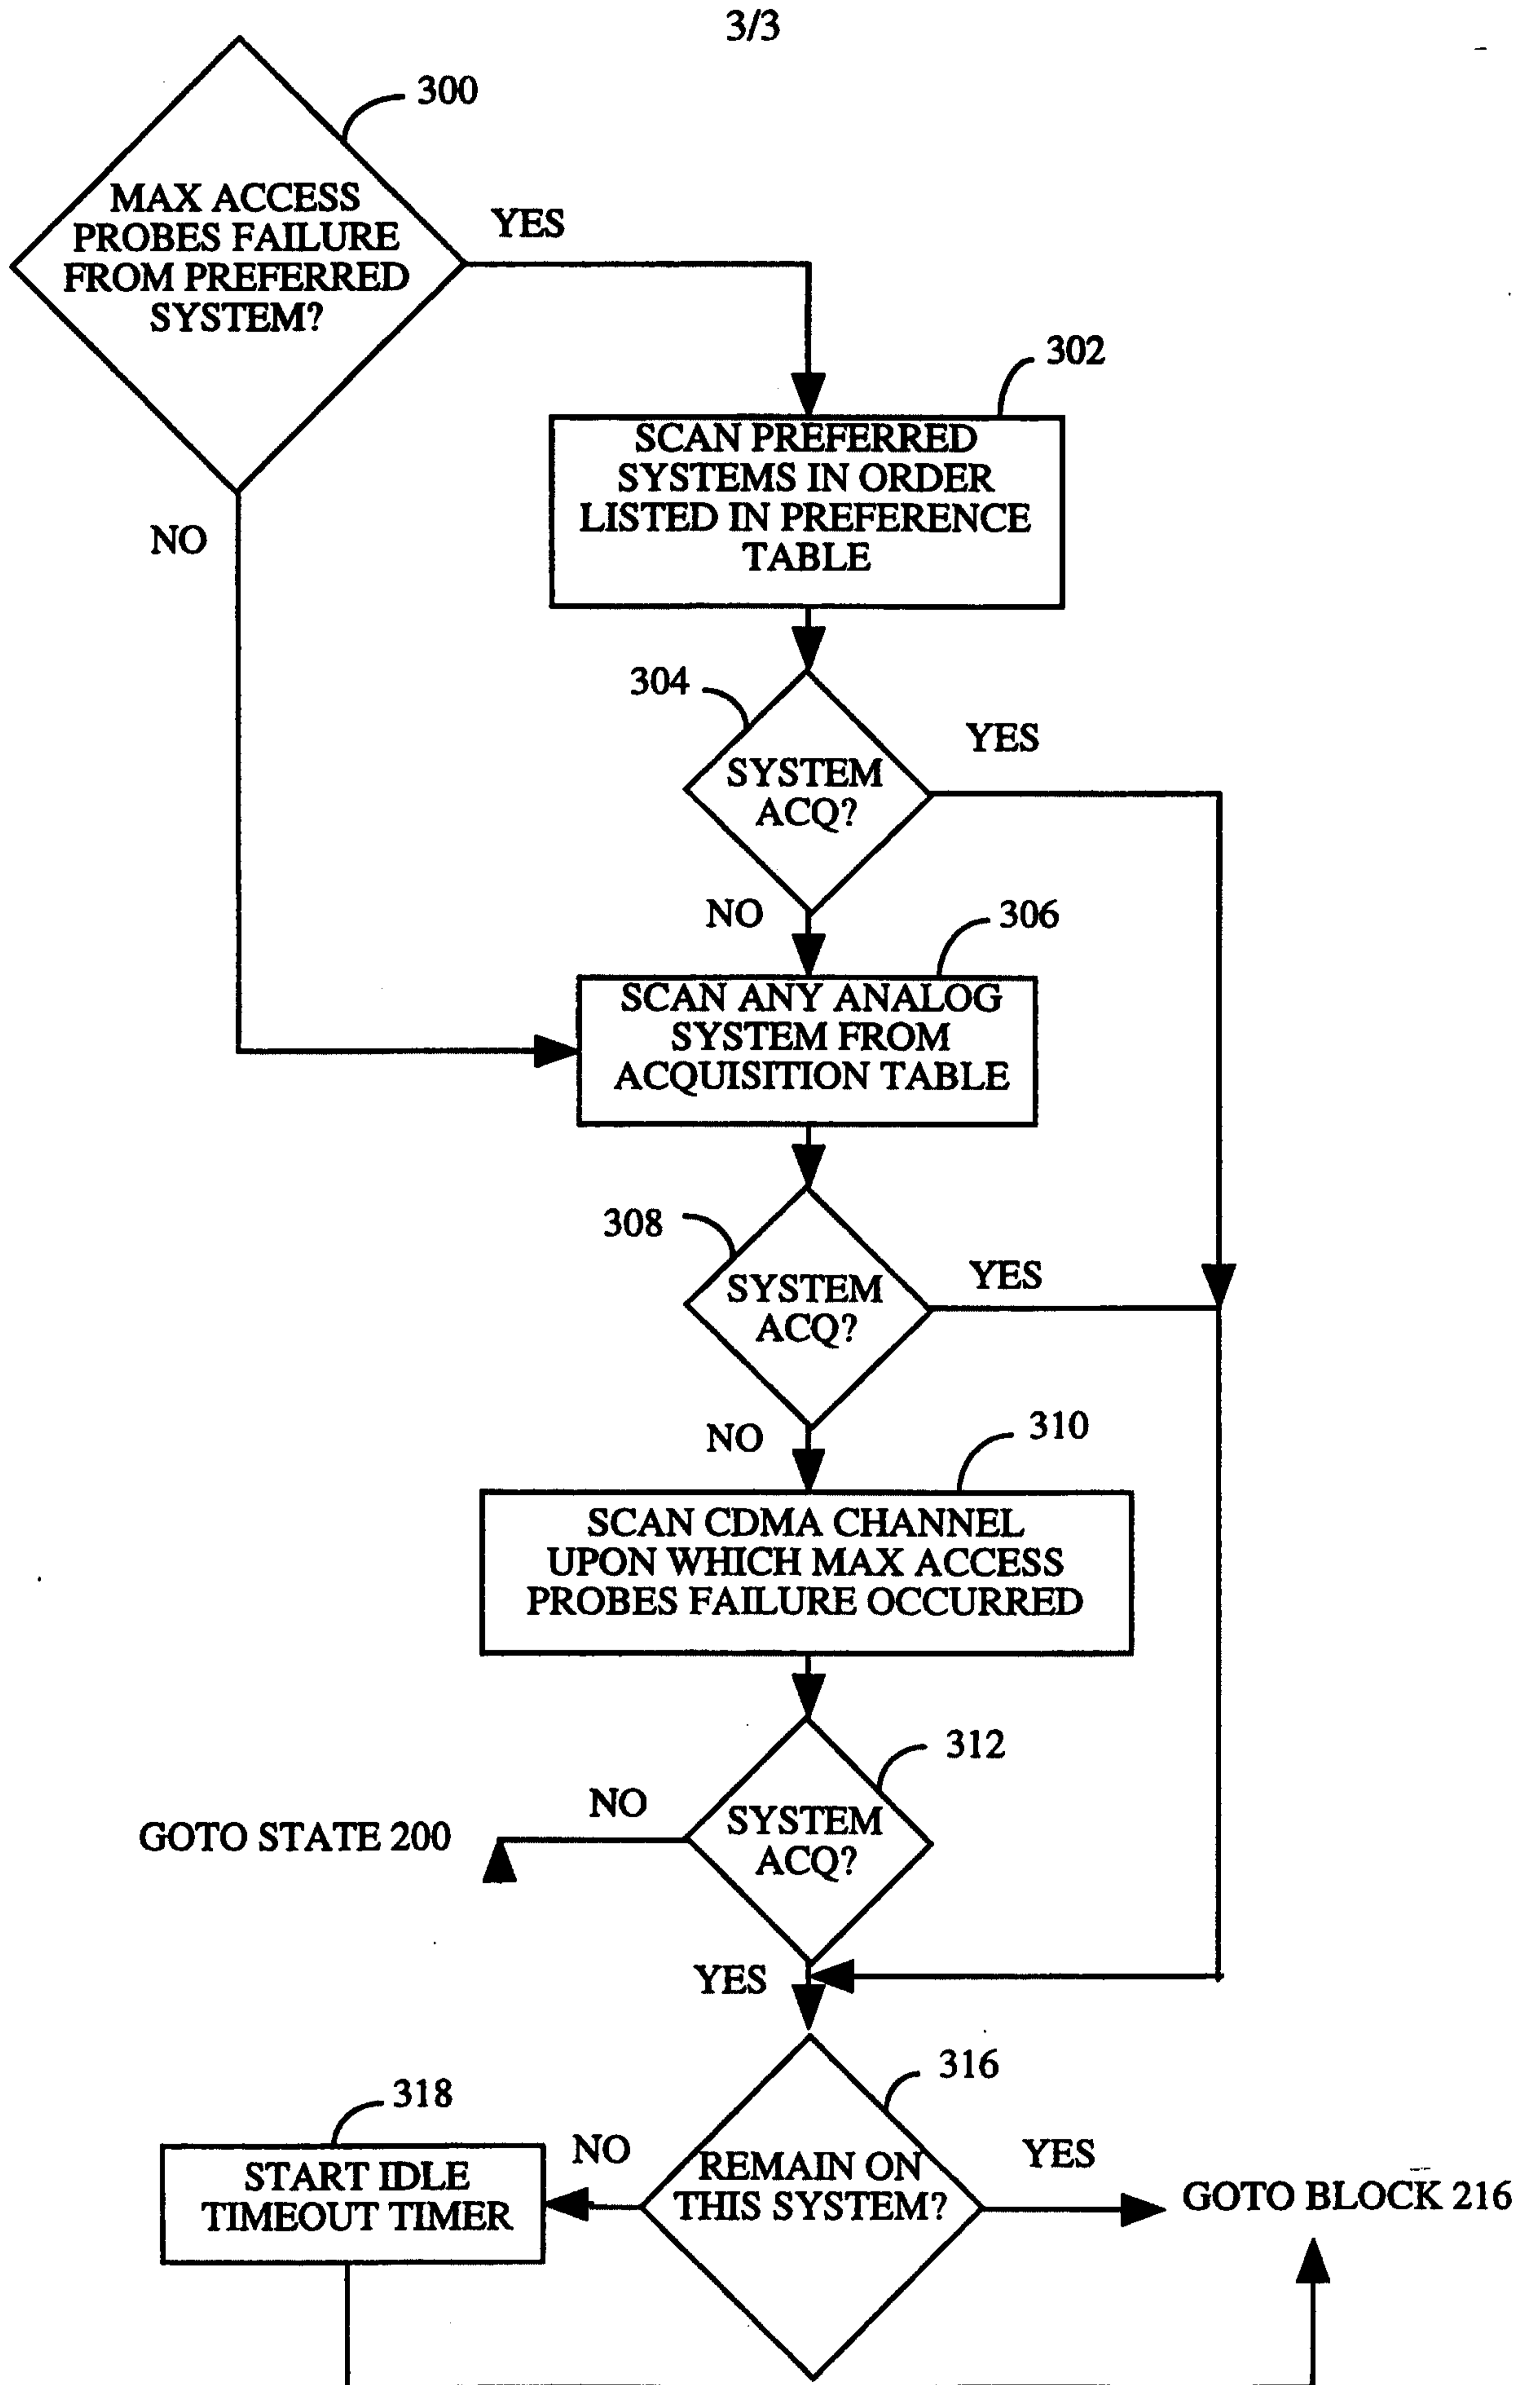 3/3
300
MAX ACCESS
PROBES FAILURE
FROM PREFERRED
SYSTEM?
YES
NO
302
SCAN PREFERRED
SYSTEMS IN ORDER
LISTED IN PREFERENCE
TABLE
304
SYSTEM
ACQ?
YES
NO
306
SCAN ANY ANALOG
SYSTEM FROM
ACQUISITION TABLE
308
SYSTEM
ACQ?
YES
NO
310
SCAN CDMA CHANNEL
UPON WHICH MAX ACCESS
PROBES FAILURE OCCURRED
312
SYSTEM
ACQ?
NO
GOTO STATE 200
YES
316
REMAIN ON
THIS SYSTEM?
NO
YES
318
START IDLE
TIMEOUT TIMER
GOTO BLOCK 216